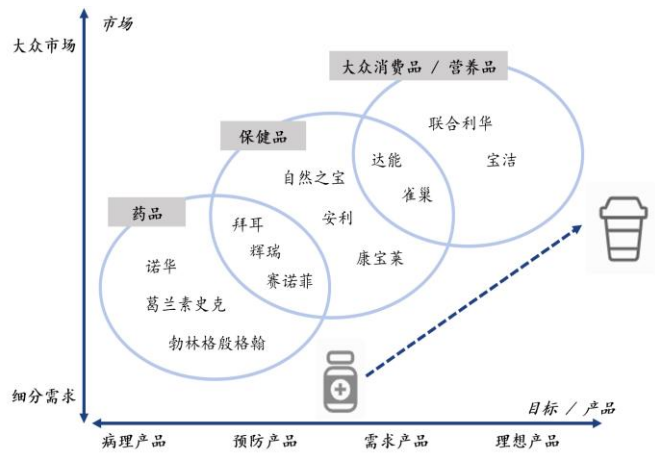 市场
大众市场
大众消费品 / 营养品
联合利华
保健品
达能
宝洁
自然之宝
雀巢
药品
拜耳
安利
辉瑞
康宝莱
诺华
赛诺菲
葛兰素史克
勃林格殷格翰
细分需求
目标 / 产品
病理产品
预防产品
需求产品
理想产品